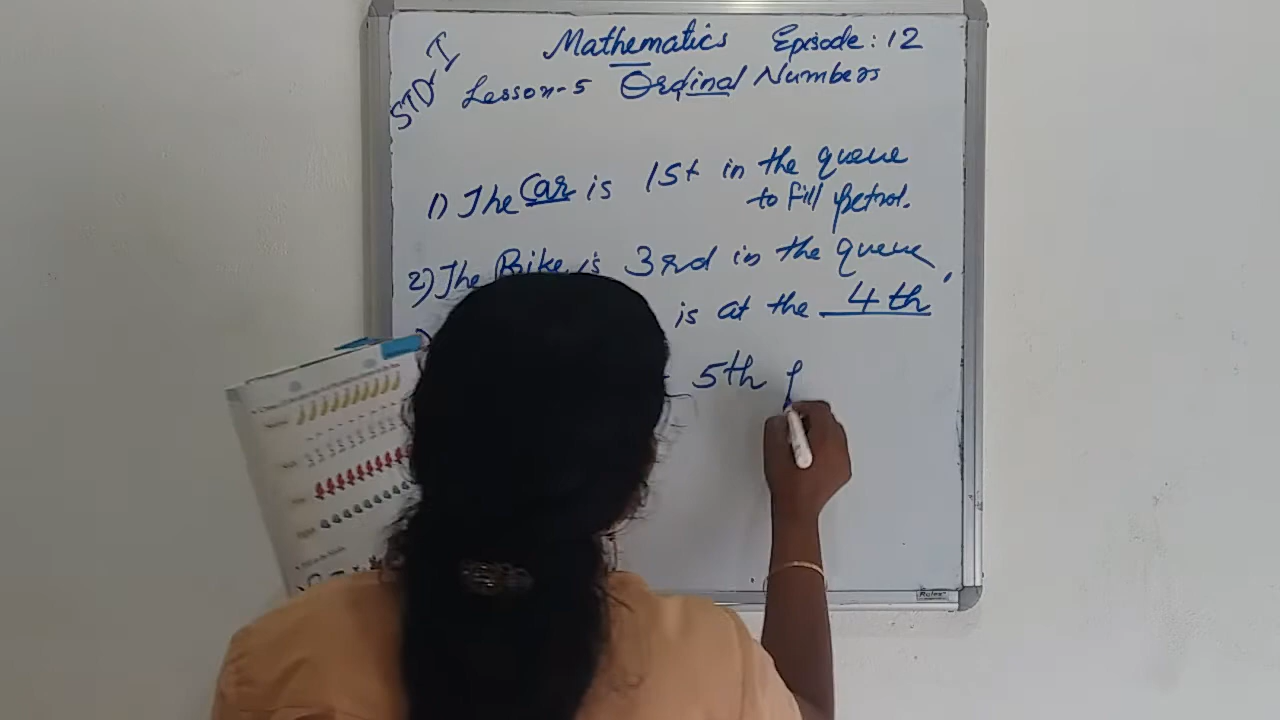 STD-I
Mathematics Episode: 12
Lesson-5 Ordinal Numbers
1) The Car is 1st in the queue
to fill petrol.
2) The Bike is 3rd in the queue,
is at the 4th
5th